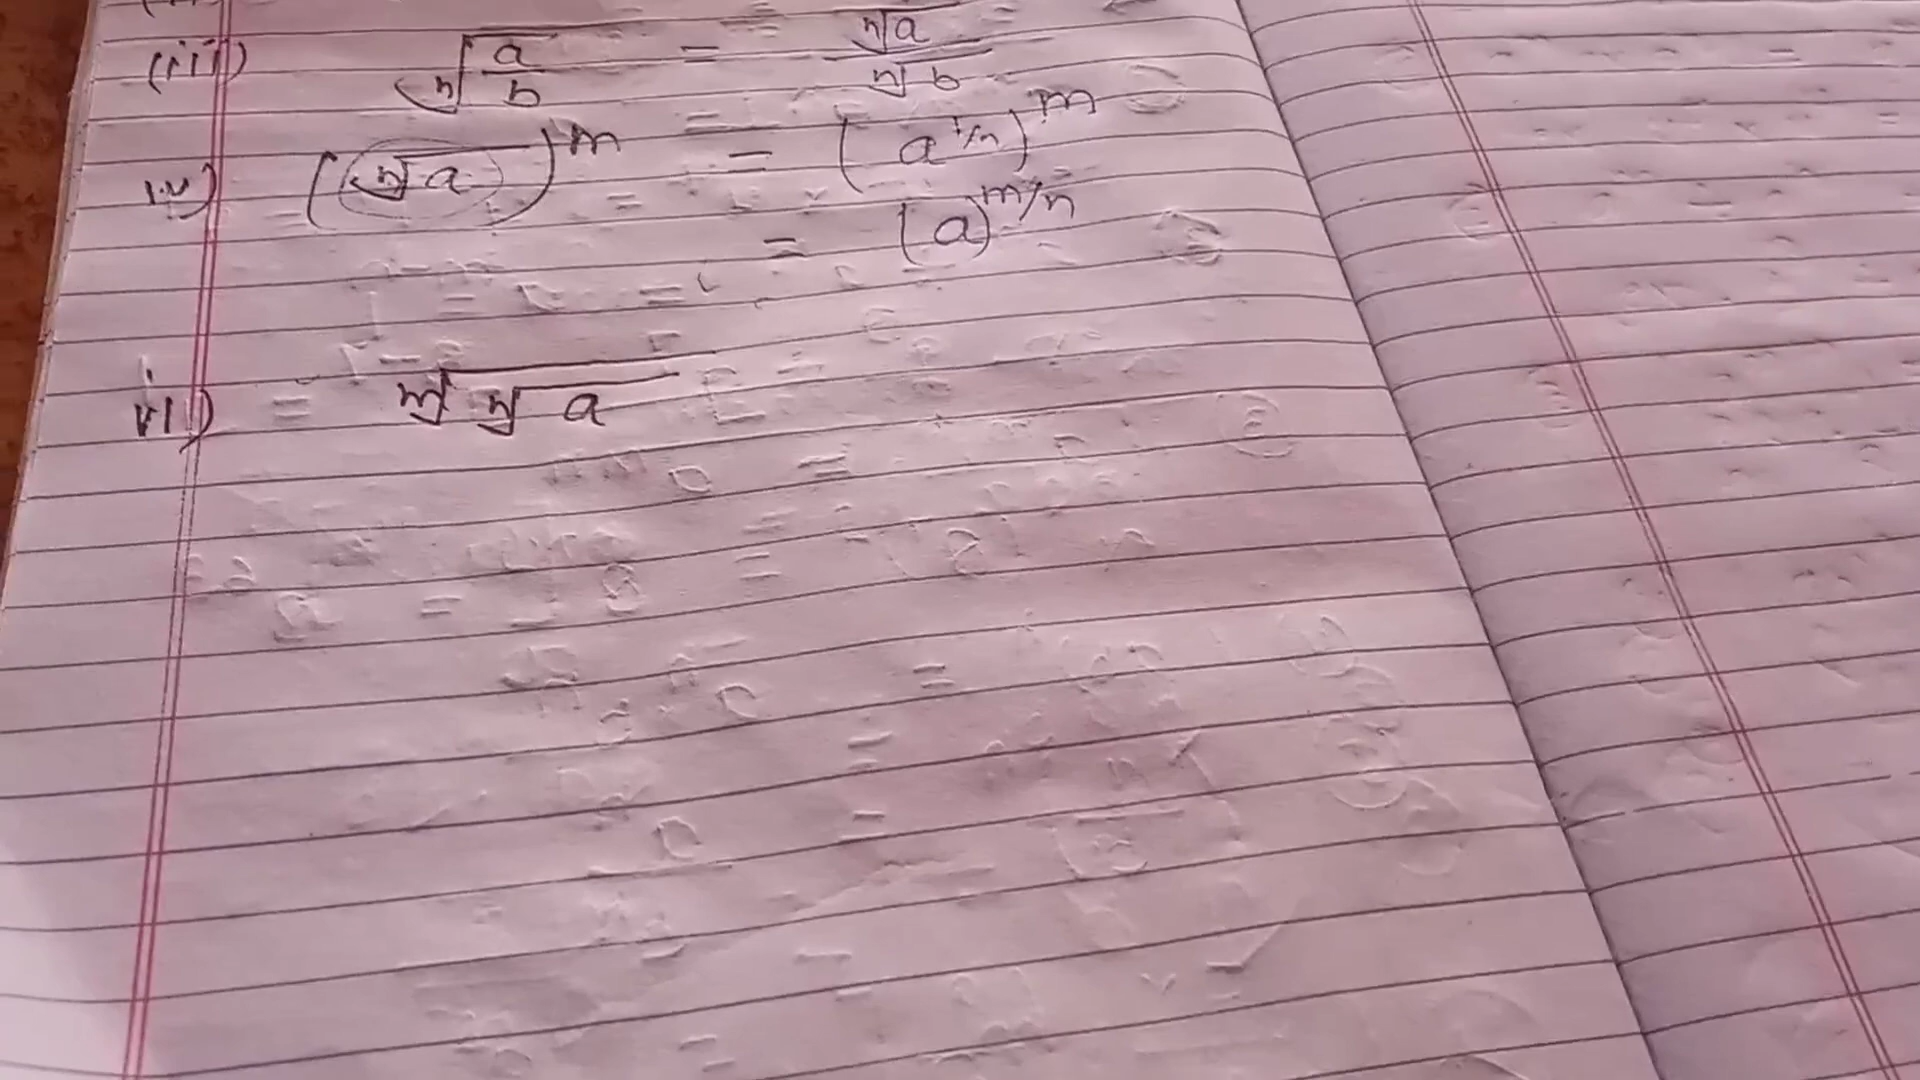 (iii) ⁿ√(a/b) = ⁿ√a / ⁿ√b
iv) (ⁿ√a)^m = (a^1/n)^m
= (a)^m/n
vi) = ᵐ√ⁿ√a